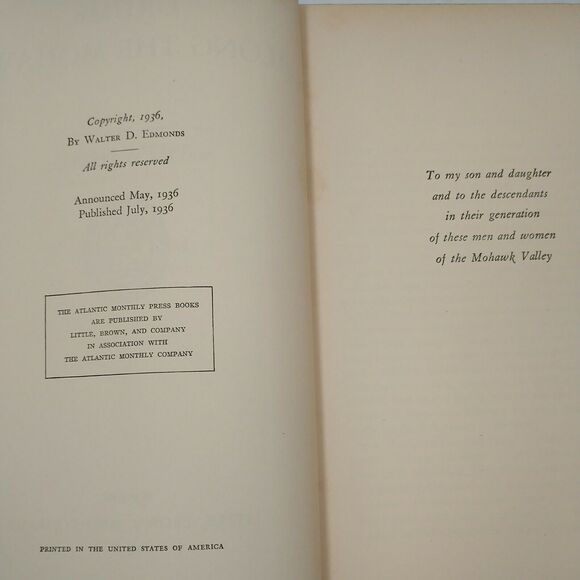 Copyright, 1936,
By Walter D. Edmonds
All rights reserved
Announced May, 1936
Published July, 1936
THE ATLANTIC MONTHLY PRESS BOOKS
ARE PUBLISHED BY
LITTLE, BROWN, AND COMPANY
IN ASSOCIATION WITH
THE ATLANTIC MONTHLY COMPANY
PRINTED IN THE UNITED STATES OF AMERICA
To my son and daughter
and to the descendants
in their generation
of these men and women
of the Mohawk Valley